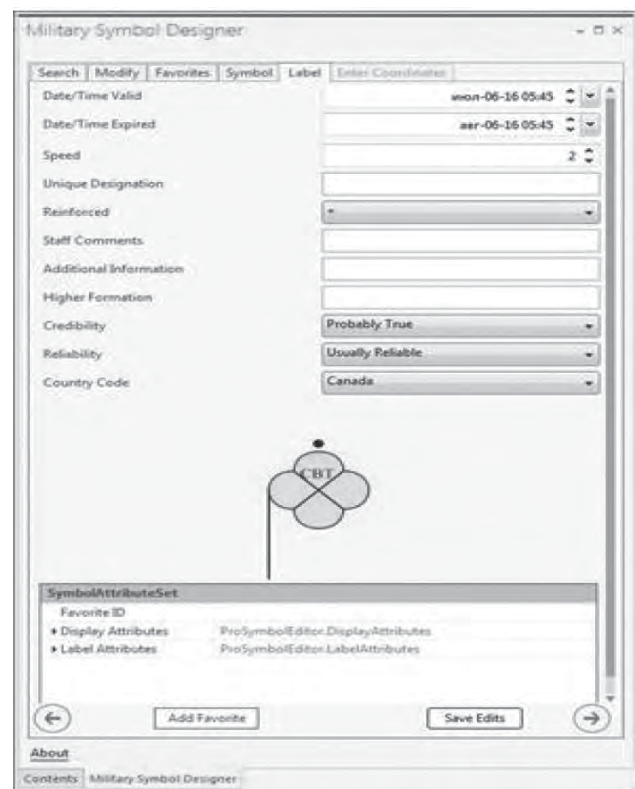 Military Symbol Designer
Search Modify Favorites Symbol Label Enter Coordinates
Date/Time Valid июл-06-16 05:45
Date/Time Expired авг-06-16 05:45
Speed 2
Unique Designation
Reinforced +
Staff Comments
Additional Information
Higher Formation
Credibility Probably True
Reliability Usually Reliable
Country Code Canada
CBT
SymbolAttributeSet
Favorite ID
Display Attributes ProSymbolEditor.DisplayAttributes
Label Attributes ProSymbolEditor.LabelAttributes
Add Favorite Save Edits
About
Contents Military Symbol Designer